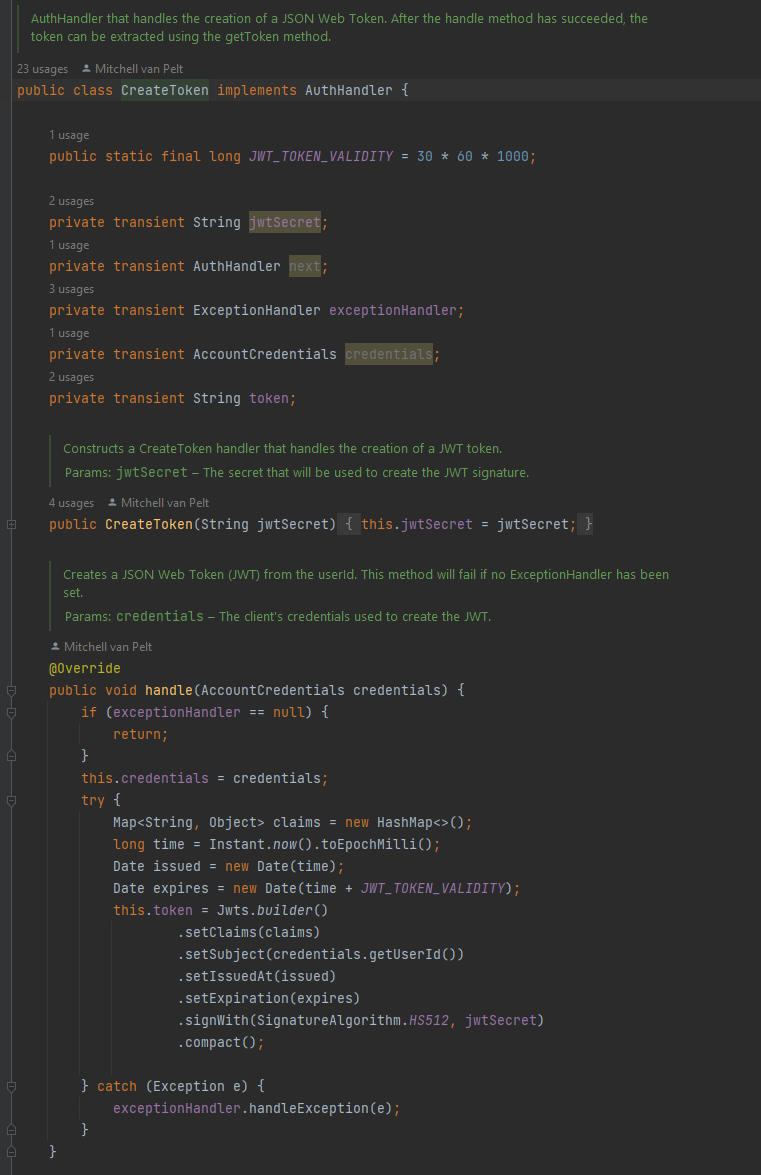 AuthHandler that handles the creation of a JSON Web Token. After the handle method has succeeded, the
token can be extracted using the getToken method.
23 usages Mitchell van Pelt
public class CreateToken implements AuthHandler {
1 usage
public static final long JWT_TOKEN_VALIDITY = 30 * 60 * 1000;
2 usages
private transient String jwtSecret;
1 usage
private transient AuthHandler next;
3 usages
private transient ExceptionHandler exceptionHandler;
1 usage
private transient AccountCredentials credentials;
2 usages
private transient String token;
Constructs a CreateToken handler that handles the creation of a JWT token.
Params: jwtSecret – The secret that will be used to create the JWT signature.
4 usages Mitchell van Pelt
public CreateToken(String jwtSecret) { this.jwtSecret = jwtSecret; }
Creates a JSON Web Token (JWT) from the userId. This method will fail if no ExceptionHandler has been
set.
Params: credentials – The client's credentials used to create the JWT.
Mitchell van Pelt
@Override
public void handle(AccountCredentials credentials) {
if (exceptionHandler == null) {
return;
}
this.credentials = credentials;
try {
Map<String, Object> claims = new HashMap<>();
long time = Instant.now().toEpochMilli();
Date issued = new Date(time);
Date expires = new Date(time + JWT_TOKEN_VALIDITY);
this.token = Jwts.builder()
.setClaims(claims)
.setSubject(credentials.getUserId())
.setIssuedAt(issued)
.setExpiration(expires)
.signWith(SignatureAlgorithm.HS512, jwtSecret)
.compact();
} catch (Exception e) {
exceptionHandler.handleException(e);
}
}